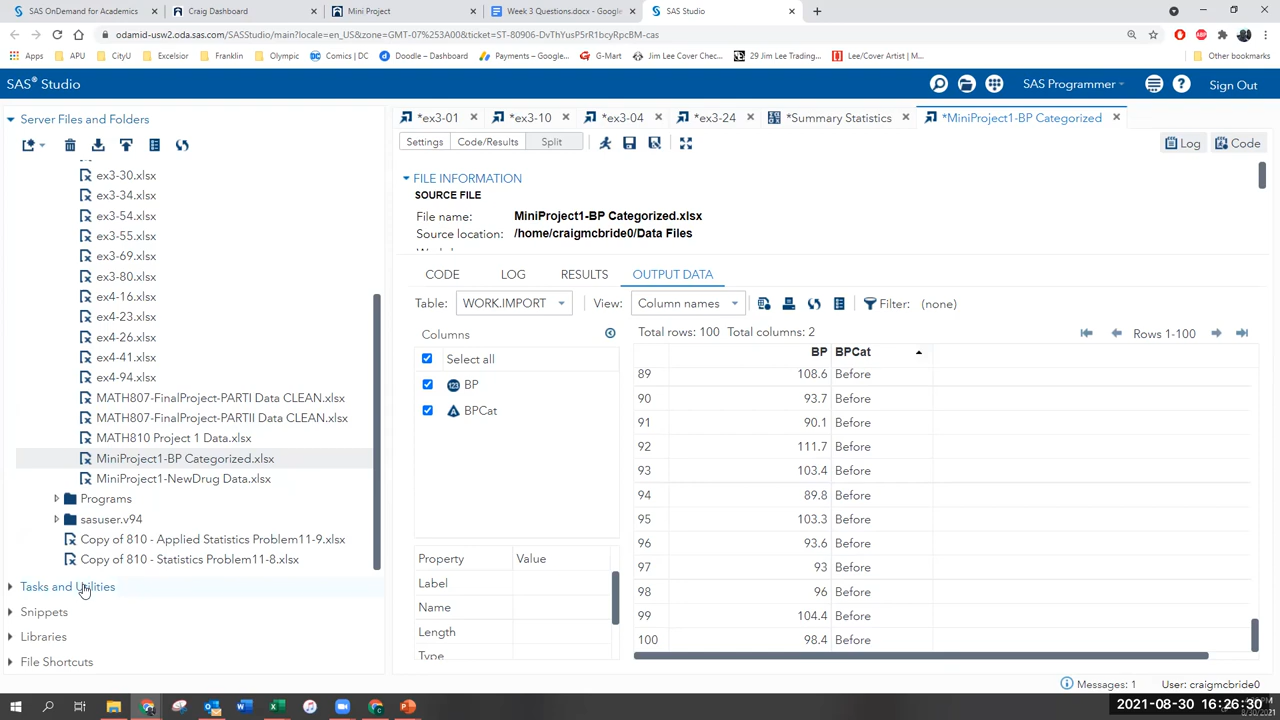 SAS OnDemand for Academics
Craig Dashboard
Mini Project
Week 3 Questions.docx - Google
SAS Studio
odamid-usw2.oda.sas.com/SASStudio/main?locale=en_US&zone=GMT-07%253A00&ticket=ST-80906-DvThYusP5rR1bcyRpcBM-cas
Apps
APU
CityU
Excelsior
Franklin
Olympic
Comics | DC
Doodle – Dashboard
Payments – Google...
G-Mart
Jim Lee Cover Chec...
29 Jim Lee Trading...
Lee/Cover Artist | M...
Other bookmarks
SAS® Studio
SAS Programmer
Sign Out
Server Files and Folders
ex3-30.xlsx
ex3-34.xlsx
ex3-54.xlsx
ex3-55.xlsx
ex3-69.xlsx
ex3-80.xlsx
ex4-16.xlsx
ex4-23.xlsx
ex4-26.xlsx
ex4-41.xlsx
ex4-94.xlsx
MATH807-FinalProject-PARTI Data CLEAN.xlsx
MATH807-FinalProject-PARTII Data CLEAN.xlsx
MATH810 Project 1 Data.xlsx
MiniProject1-BP Categorized.xlsx
MiniProject1-NewDrug Data.xlsx
Programs
sasuser.v94
Copy of 810 - Applied Statistics Problem11-9.xlsx
Copy of 810 - Statistics Problem11-8.xlsx
Tasks and Utilities
Snippets
Libraries
File Shortcuts
*ex3-01
*ex3-10
*ex3-04
*ex3-24
*Summary Statistics
*MiniProject1-BP Categorized
Settings
Code/Results
Split
Log
Code
FILE INFORMATION
SOURCE FILE
File name: MiniProject1-BP Categorized.xlsx
Source location: /home/craigmcbride0/Data Files
CODE
LOG
RESULTS
OUTPUT DATA
Table: WORK.IMPORT
View: Column names
Filter: (none)
Columns
Select all
BP
BPCat
Property Value
Label
Name
Length
Type
Total rows: 100 Total columns: 2
Rows 1-100
BP BPCat
89 108.6 Before
90 93.7 Before
91 90.1 Before
92 111.7 Before
93 103.4 Before
94 89.8 Before
95 103.3 Before
96 93.6 Before
97 93 Before
98 96 Before
99 104.4 Before
100 98.4 Before
Messages: 1
User: craigmcbride0
2021-08-30 16:26:30